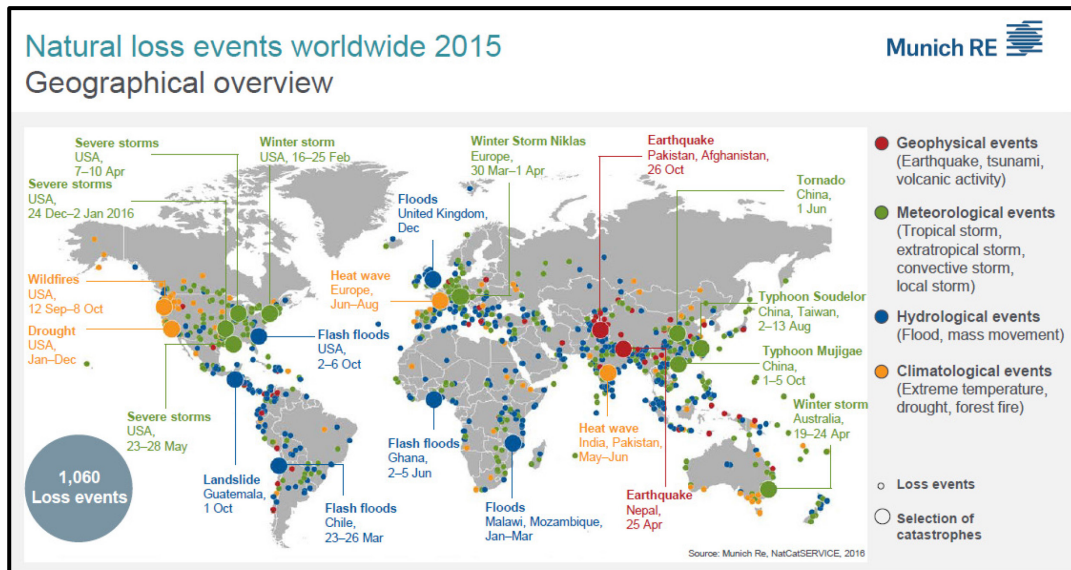 Natural loss events worldwide 2015
Geographical overview
Munich RE
Severe storms
USA,
7–10 Apr
Winter storm
USA, 16–25 Feb
Winter Storm Niklas
Europe,
30 Mar–1 Apr
Earthquake
Pakistan, Afghanistan,
26 Oct
Severe storms
USA,
24 Dec–2 Jan 2016
Floods
United Kingdom,
Dec
Tornado
China,
1 Jun
Wildfires
USA,
12 Sep–8 Oct
Heat wave
Europe,
Jun–Aug
Typhoon Soudelor
China, Taiwan,
2–13 Aug
Drought
USA,
Jan–Dec
Flash floods
USA,
2–6 Oct
Typhoon Mujigae
China,
1–5 Oct
Severe storms
USA,
23–28 May
Flash floods
Ghana,
2–5 Jun
Heat wave
India, Pakistan,
May–Jun
Winter storm
Australia,
19–24 Apr
1,060
Loss events
Landslide
Guatemala,
1 Oct
Flash floods
Chile,
23–26 Mar
Floods
Malawi, Mozambique,
Jan–Mar
Earthquake
Nepal,
25 Apr
Source: Munich Re, NatCatSERVICE, 2016
Geophysical events
(Earthquake, tsunami,
volcanic activity)
Meteorological events
(Tropical storm,
extratropical storm,
convective storm,
local storm)
Hydrological events
(Flood, mass movement)
Climatological events
(Extreme temperature,
drought, forest fire)
Loss events
Selection of
catastrophes